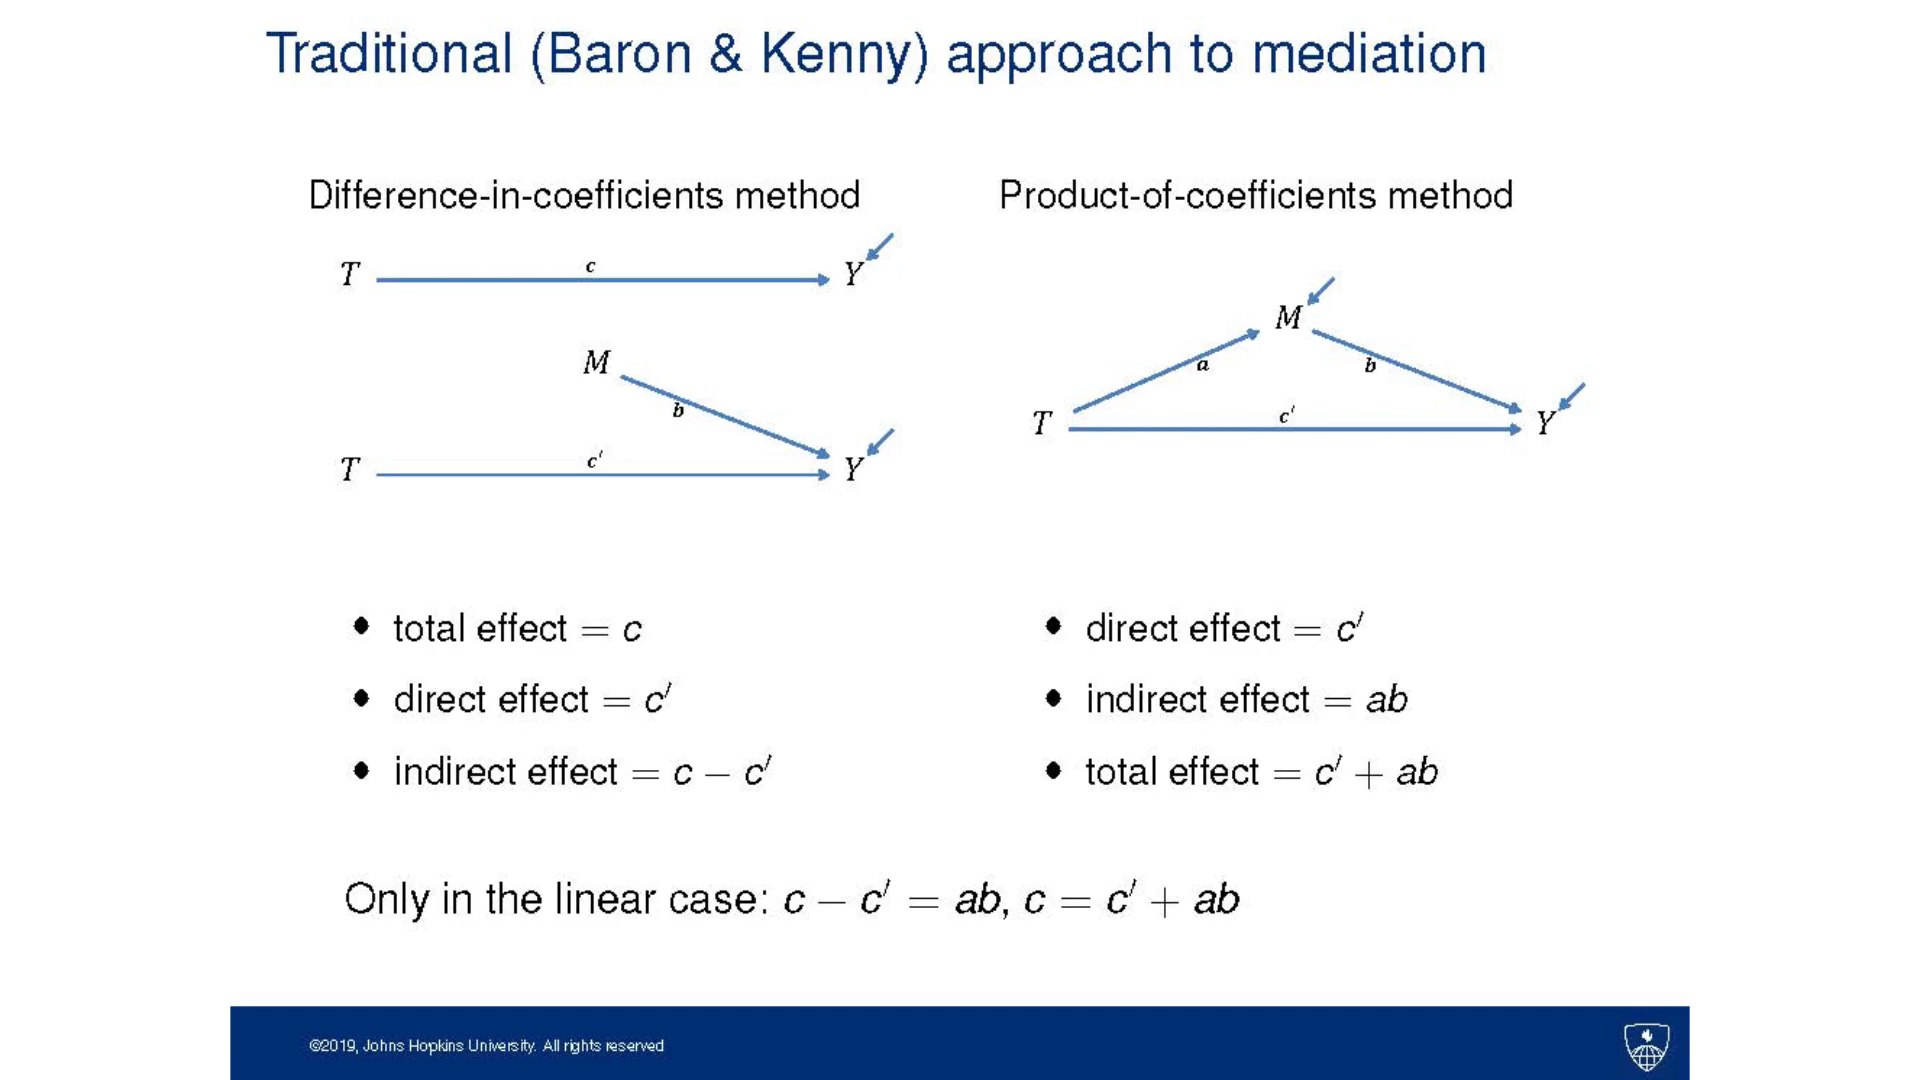 Traditional (Baron & Kenny) approach to mediation
Difference-in-coefficients method
T c Y
M
b
T c′ Y
• total effect = c
• direct effect = c′
• indirect effect = c − c′
Product-of-coefficients method
M
a b
T c′ Y
• direct effect = c′
• indirect effect = ab
• total effect = c′ + ab
Only in the linear case: c − c′ = ab, c = c′ + ab
©2019, Johns Hopkins University. All rights reserved